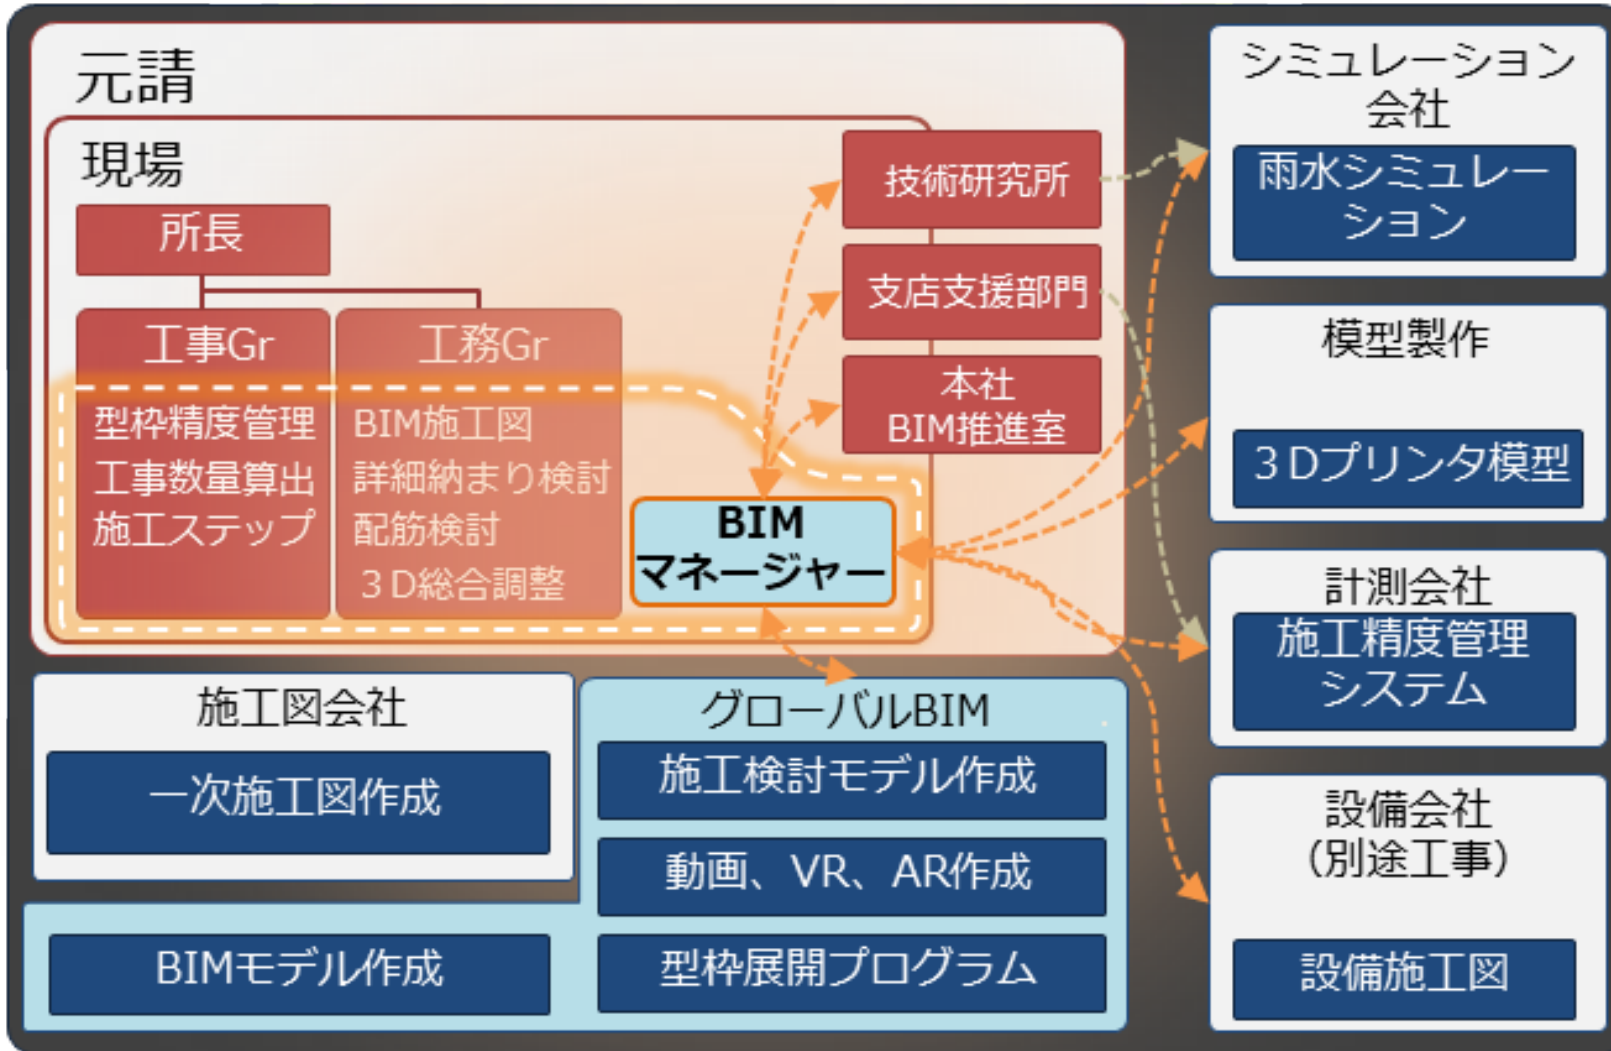 元請
現場
所長
工事Gr
型枠精度管理
工事数量算出
施工ステップ
工務Gr
BIM施工図
詳細納まり検討
配筋検討
３D総合調整
技術研究所
支店支援部門
本社
BIM推進室
BIM
マネージャー
施工図会社
一次施工図作成
BIMモデル作成
グローバルBIM
施工検討モデル作成
動画、VR、AR作成
型枠展開プログラム
シミュレーション
会社
雨水シミュレー
ション
模型製作
３Dプリンタ模型
計測会社
施工精度管理
システム
設備会社
（別途工事）
設備施工図